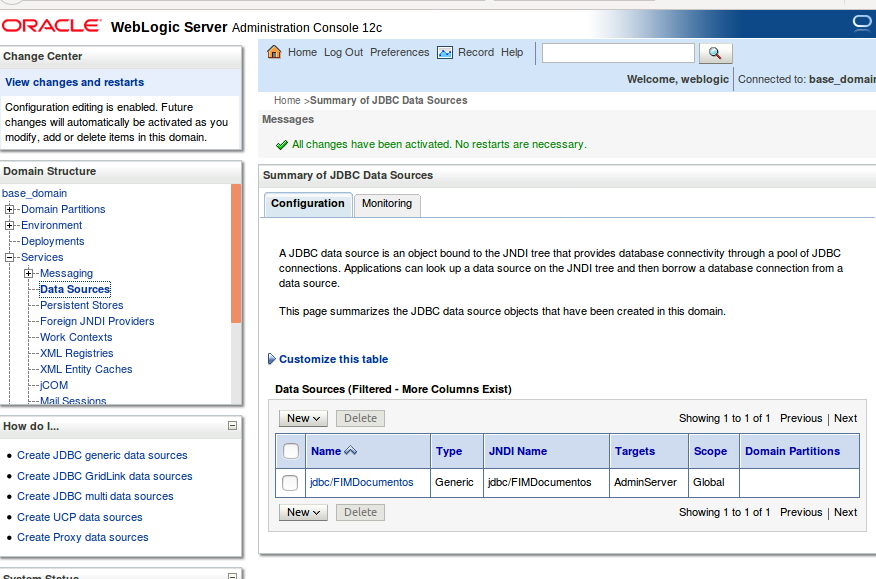 ORACLE WebLogic Server Administration Console 12c
Change Center
View changes and restarts
Configuration editing is enabled. Future
changes will automatically be activated as you
modify, add or delete items in this domain.
Domain Structure
base_domain
Domain Partitions
Environment
Deployments
Services
Messaging
Data Sources
Persistent Stores
Foreign JNDI Providers
Work Contexts
XML Registries
XML Entity Caches
jCOM
Mail Sessions
How do I...
Create JDBC generic data sources
Create JDBC GridLink data sources
Create JDBC multi data sources
Create UCP data sources
Create Proxy data sources
System Status
Home Log Out Preferences Record Help
Welcome, weblogic Connected to: base_domain
Home >Summary of JDBC Data Sources
Messages
All changes have been activated. No restarts are necessary.
Summary of JDBC Data Sources
Configuration Monitoring
A JDBC data source is an object bound to the JNDI tree that provides database connectivity through a pool of JDBC
connections. Applications can look up a data source on the JNDI tree and then borrow a database connection from a
data source.
This page summarizes the JDBC data source objects that have been created in this domain.
Customize this table
Data Sources (Filtered - More Columns Exist)
New Delete Showing 1 to 1 of 1 Previous | Next
Name Type JNDI Name Targets Scope Domain Partitions
jdbc/FIMDocumentos Generic jdbc/FIMDocumentos AdminServer Global
New Delete Showing 1 to 1 of 1 Previous | Next